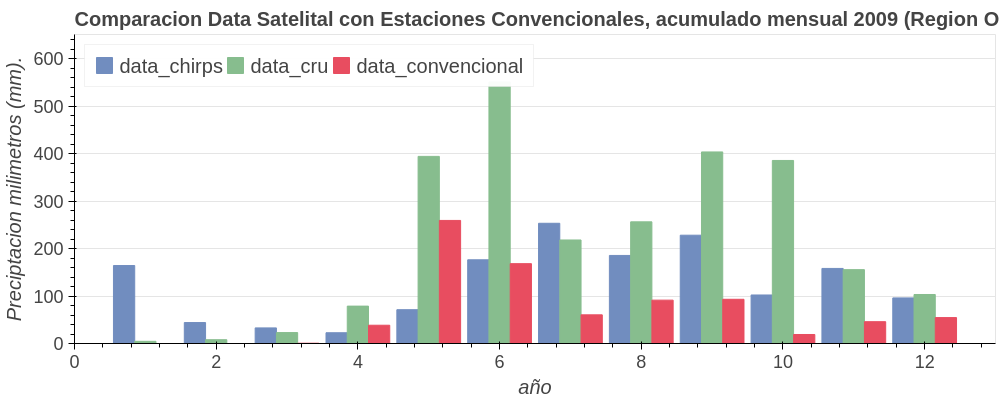 Comparacion Data Satelital con Estaciones Convencionales, acumulado mensual 2009 (Region O
data_chirps data_cru data_convencional
Preciptacion milimetros (mm).
600
500
400
300
200
100
0
0 2 4 6 8 10 12
año